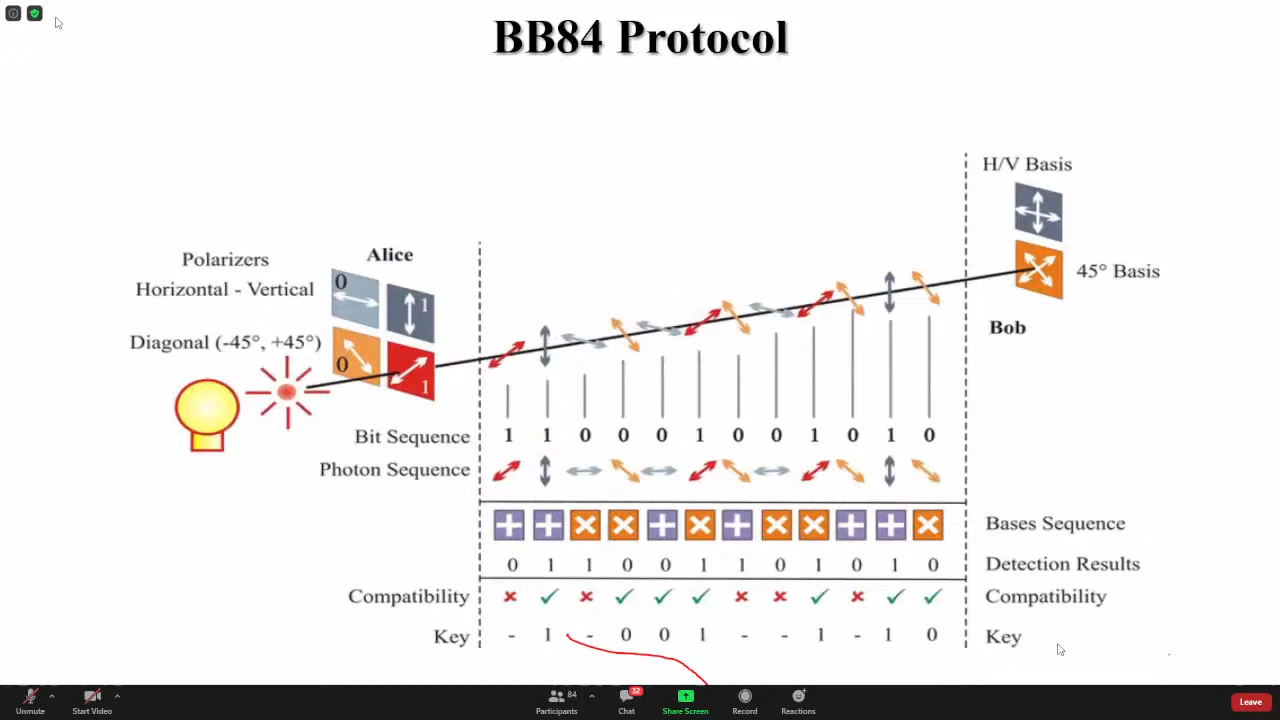 BB84 Protocol
H/V Basis
45° Basis
Bob
Polarizers
Horizontal - Vertical
Diagonal (-45°, +45°)
Alice
0 1
0 1
Bit Sequence 1 1 0 0 0 1 0 0 1 0 1 0
Photon Sequence
Bases Sequence
0 1 1 0 0 1 1 0 1 0 1 0 Detection Results
Compatibility × ✓ × ✓ ✓ ✓ × × ✓ × ✓ ✓ Compatibility
Key - 1 - 0 0 1 - - 1 - 1 0 Key
Unmute
Start Video
84
Participants
32
Chat
Share Screen
Record
Reactions
Leave